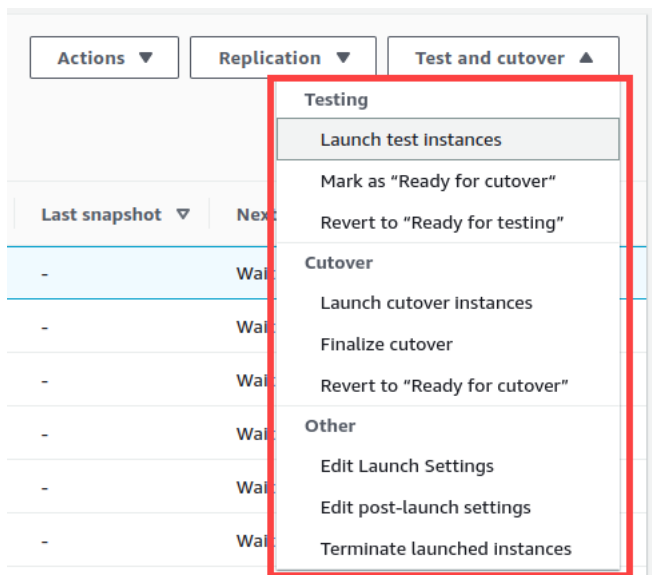 Actions ▼
Replication ▼
Test and cutover ▲
Testing
Launch test instances
Mark as “Ready for cutover“
Revert to “Ready for testing”
Last snapshot
Cutover
-
Launch cutover instances
-
Finalize cutover
-
Revert to “Ready for cutover”
-
Other
Edit Launch Settings
-
Edit post-launch settings
-
Terminate launched instances